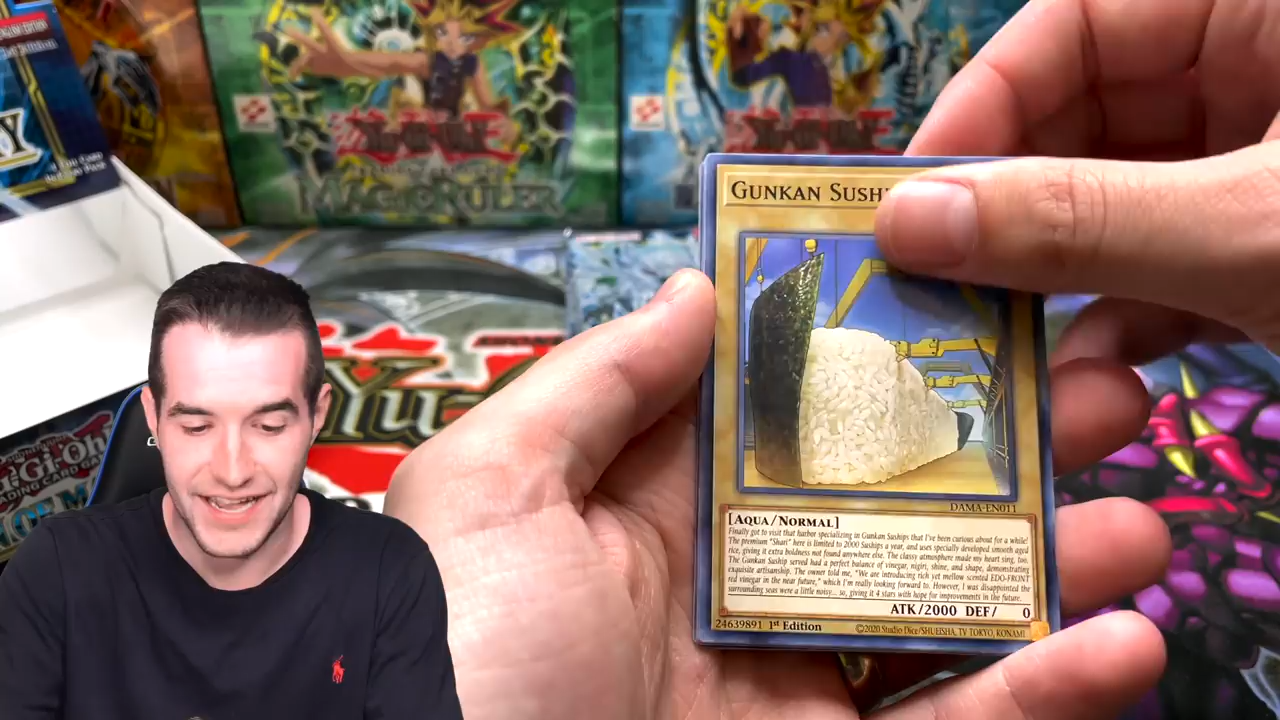 GUNKAN SUSH
DAMA-EN011
[AQUA/NORMAL]
Finally got to visit that harbor specializing in Gunkan Suships that I've been curious about for a while!
The premium "Shari" here is limited to 2000 Suships a year, and uses specially developed smooth aged
rice, giving it extra boldness not found anywhere else. The classy atmosphere made my heart sing, too.
The Gunkan Suship served had a perfect balance of vinegar, nigiri, shine, and shape, demonstrating
exquisite artisanship. The owner told me, "We are introducing rich yet mellow scented EDO-FRONT
red vinegar in the near future," which I'm really looking forward to. However, I was disappointed the
surrounding seas were a little noisy... so, giving it 4 stars with hope for improvements in the future.
ATK/2000 DEF/ 0
24639891 1st Edition
©2020 Studio Dice/SHUEISHA, TV TOKYO, KONAMI
MAGIC RULER
Yu-Gi-Oh!
TRADING CARD GAME